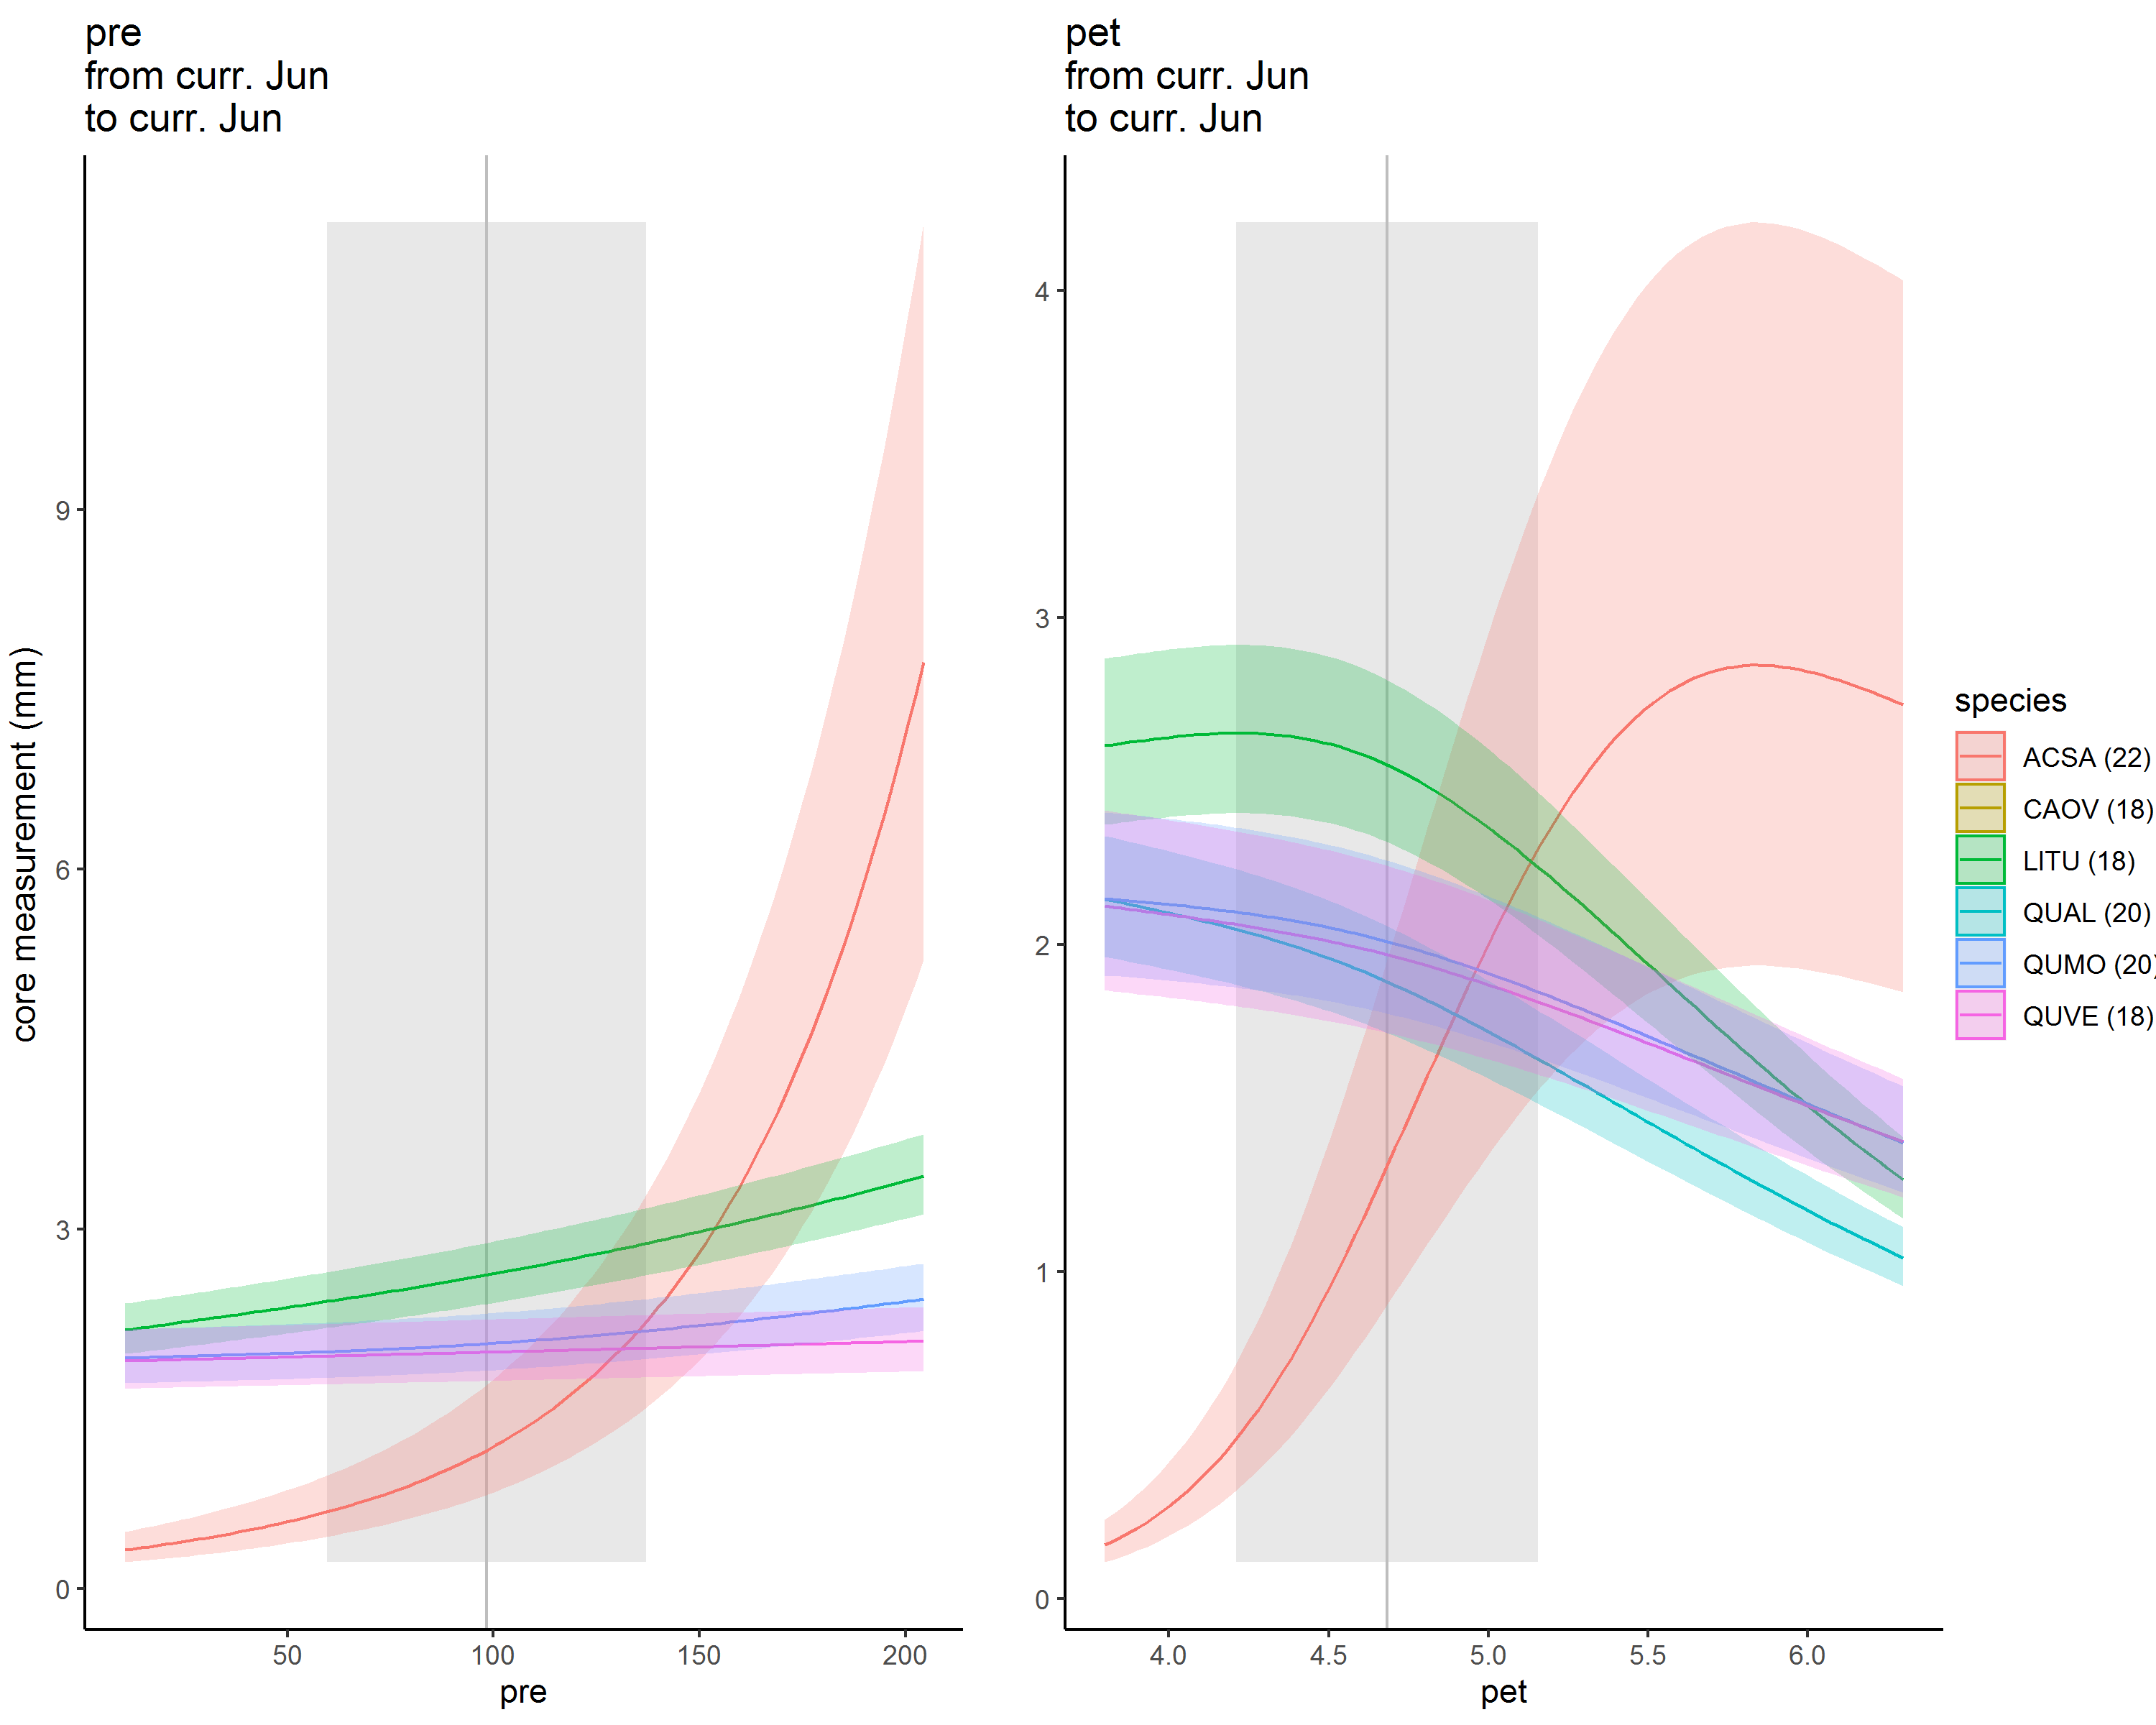 pre
from curr. Jun
to curr. Jun
pet
from curr. Jun
to curr. Jun
core measurement (mm)
9
6
3
0
50
100
150
200
pre
4
3
2
1
0
4.0
4.5
5.0
5.5
6.0
pet
species
ACSA (22)
CAOV (18)
LITU (18)
QUAL (20)
QUMO (20)
QUVE (18)